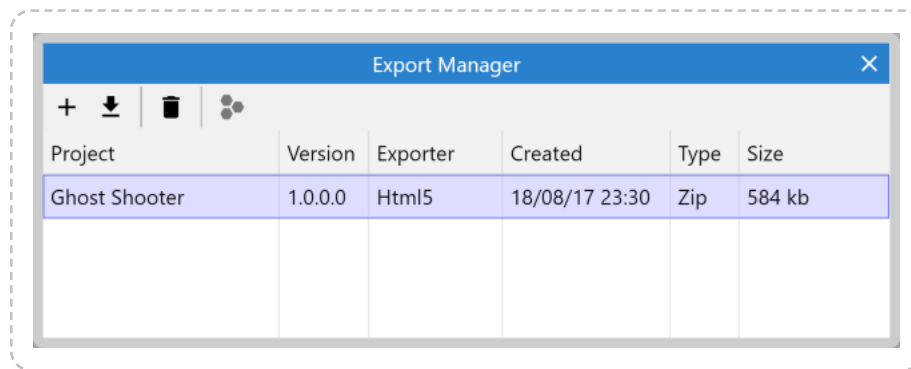 Export Manager
Project Version Exporter Created Type Size
Ghost Shooter 1.0.0.0 Html5 18/08/17 23:30 Zip 584 kb